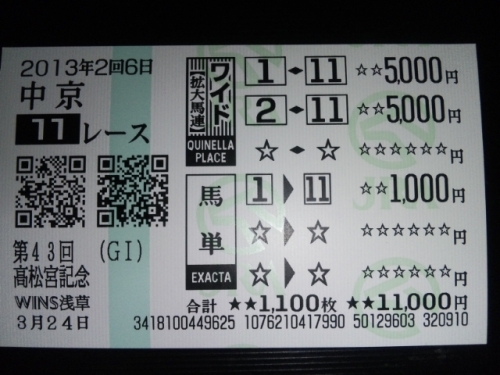 2013年2回6日
中京
11レース
第43回 (GI)
高松宮記念
WINS浅草
3月24日
ワイド
【拡大馬連】
QUINELLA PLACE
1 ◆ 11 ☆☆5,000円
2 ◆ 11 ☆☆5,000円
☆ ◆ ☆ ☆☆☆☆☆☆円
馬単
EXACTA
1 ▶ 11 ☆☆1,000円
☆ ▶ ☆ ☆☆☆☆☆☆円
☆ ▶ ☆ ☆☆☆☆☆☆円
合計 ★★1,100枚 ★★11,000円
3418100449625 1076210417990 50129603 320910